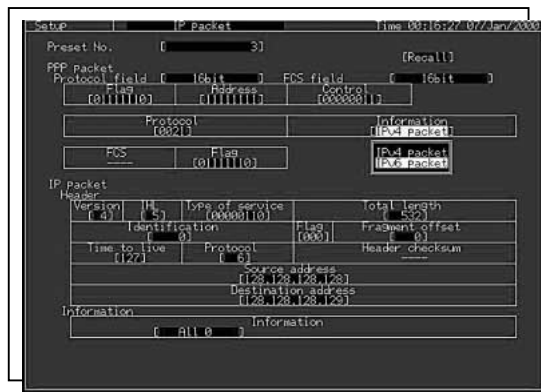 Setup IP Packet Time 00:16:27 07/Jan/2000
Preset No. [ 3]
[Recall]
PPP Packet
Protocol field [ 16bit ] FCS field [ 16bit ]
Flag Address Control
[01111110] [11111111] [00000011]
Protocol Information
[0021] [IPv4 packet]
FCS Flag IPv4 packet
---- [01111110] IPv6 packet
IP packet
Header
Version IHL Type of service Total length
[ 4] [ 5] [00000110] [ 532]
Identification Flag Fragment offset
[ 0] [000] [ 0]
Time to live Protocol Header checksum
[127] [ 6] ----
Source address
[128.128.128.128]
Destination address
[128.128.128.129]
Information
Information
[ All 0 ]